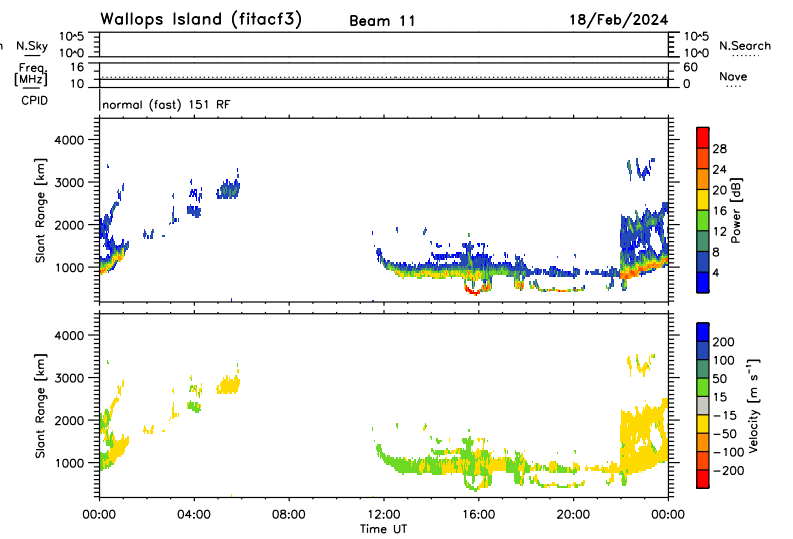 Wallops Island (fitacf3) Beam 11 18/Feb/2024
N.Sky 10^5 10^5 N.Search
10^0 10^0
Freq. 16 60 Nave
[MHz] 10 0
CPID normal (fast) 151 RF
Slant Range [km]
4000
3000
2000
1000
28
24
20
16
12
8
4
Power [dB]
Slant Range [km]
4000
3000
2000
1000
200
100
50
15
-15
-50
-100
-200
Velocity [m s⁻¹]
00:00 04:00 08:00 12:00 16:00 20:00 00:00
Time UT